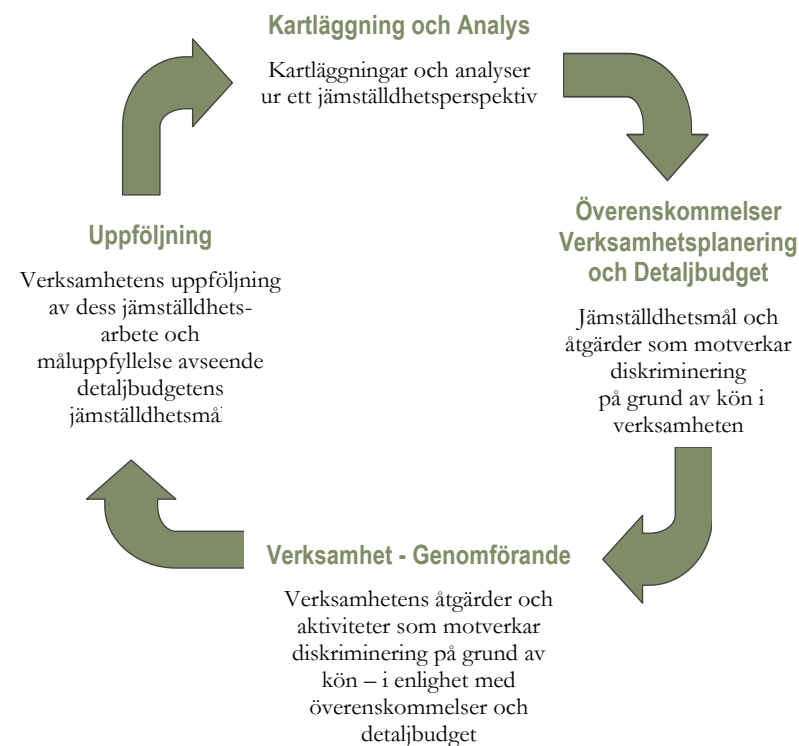 Kartläggning och Analys
Kartläggningar och analyser
ur ett jämställdhetsperspektiv
Överenskommelser
Verksamhetsplanering
och Detaljbudget
Jämställdhetsmål och
åtgärder som motverkar
diskriminering
på grund av kön i
verksamheten
Verksamhet - Genomförande
Verksamhetens åtgärder och
aktiviteter som motverkar
diskriminering på grund av
kön – i enlighet med
överenskommelser och
detaljbudget
Uppföljning
Verksamhetens uppföljning
av dess jämställdhets-
arbete och
måluppfyllelse avseende
detaljbudgetens
jämställdhetsmål